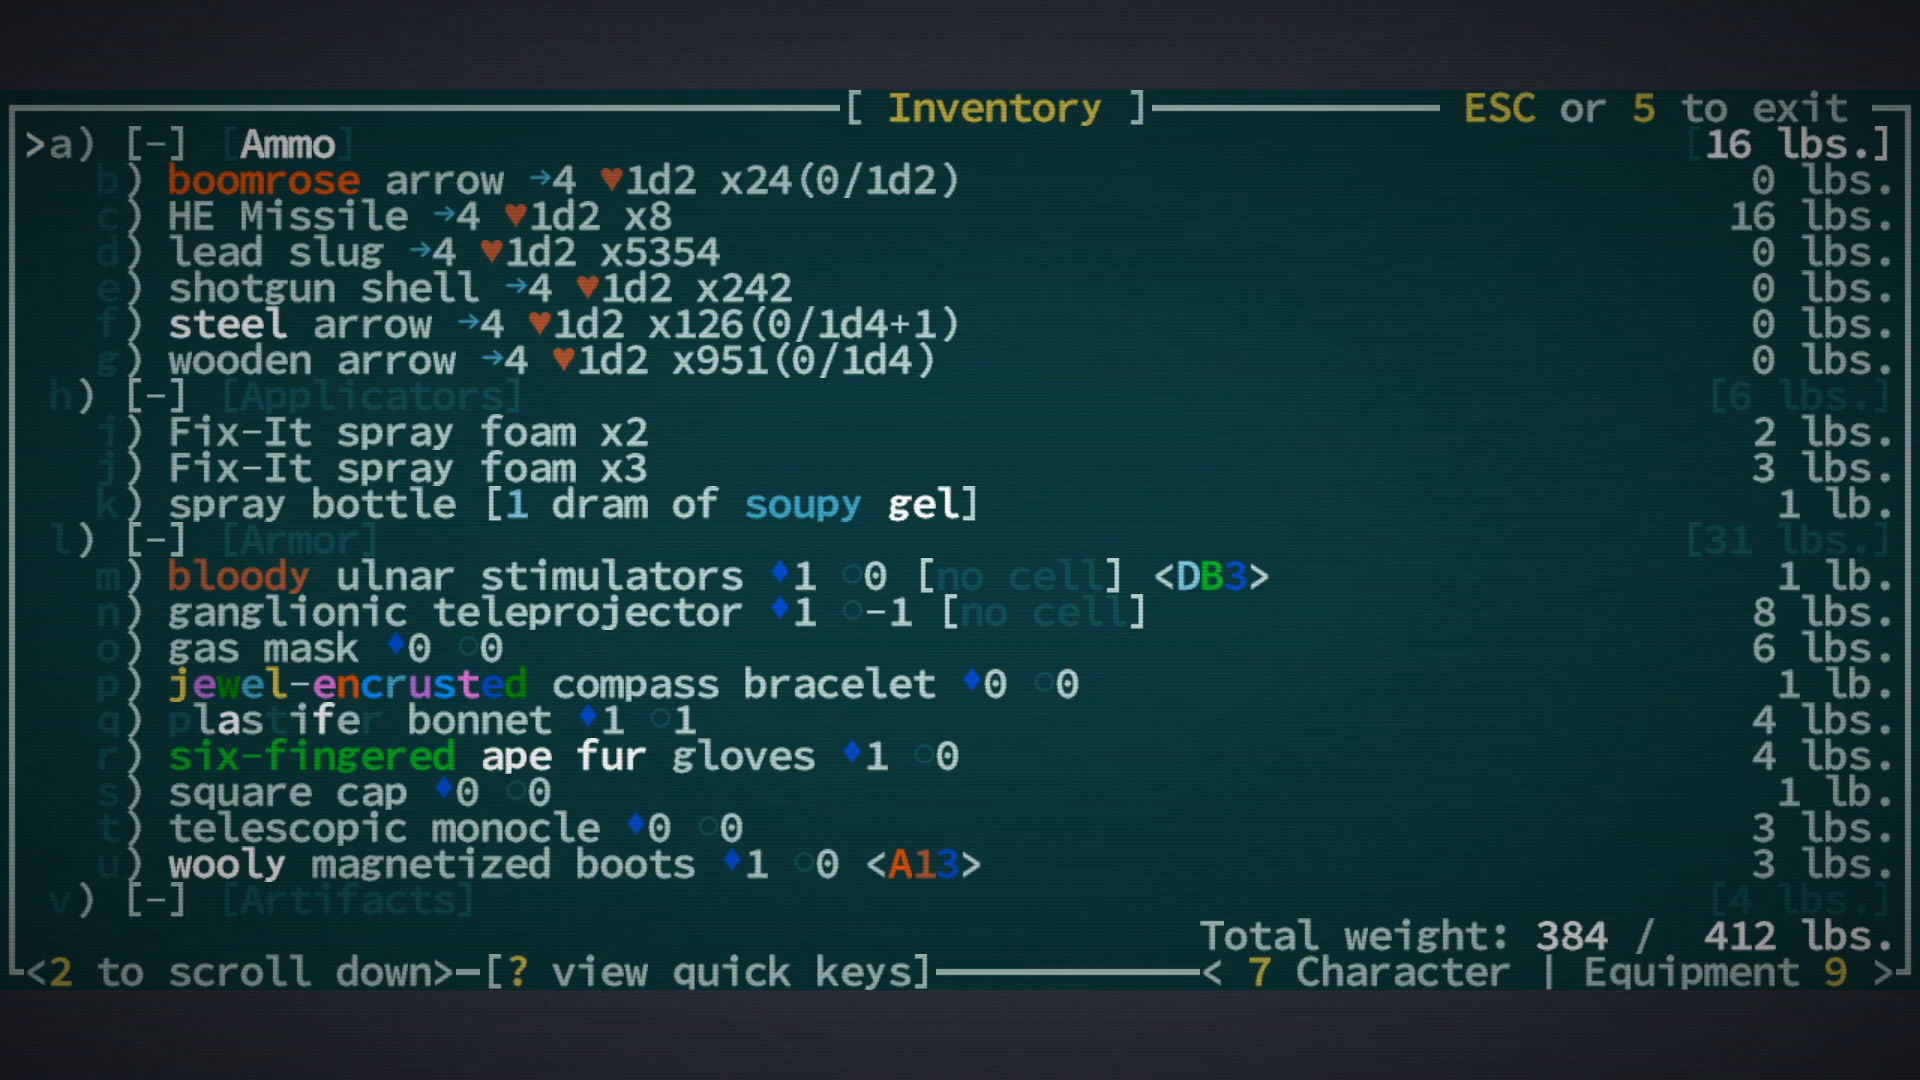 [ Inventory ] ESC or 5 to exit
>a) [-] [Ammo] [16 lbs.]
b) boomrose arrow →4 ♥1d2 x24(0/1d2) 0 lbs.
c) HE Missile →4 ♥1d2 x8 16 lbs.
d) lead slug →4 ♥1d2 x5354 0 lbs.
e) shotgun shell →4 ♥1d2 x242 0 lbs.
f) steel arrow →4 ♥1d2 x126(0/1d4+1) 0 lbs.
g) wooden arrow →4 ♥1d2 x951(0/1d4) 0 lbs.
h) [-] [Applicators] [6 lbs.]
i) Fix-It spray foam x2 2 lbs.
j) Fix-It spray foam x3 3 lbs.
k) spray bottle [1 dram of soupy gel] 1 lb.
l) [-] [Armor] [31 lbs.]
m) bloody ulnar stimulators ♦1 ○0 [no cell] <DB3> 1 lb.
n) ganglionic teleprojector ♦1 ○-1 [no cell] 8 lbs.
o) gas mask ♦0 ○0 6 lbs.
p) jewel-encrusted compass bracelet ♦0 ○0 1 lb.
q) plastifer bonnet ♦1 ○1 4 lbs.
r) six-fingered ape fur gloves ♦1 ○0 4 lbs.
s) square cap ♦0 ○0 1 lb.
t) telescopic monocle ♦0 ○0 3 lbs.
u) wooly magnetized boots ♦1 ○0 <A13> 3 lbs.
v) [-] [Artifacts] [4 lbs.]
Total weight: 384 / 412 lbs.
<2 to scroll down> [? view quick keys] < 7 Character | Equipment 9 >